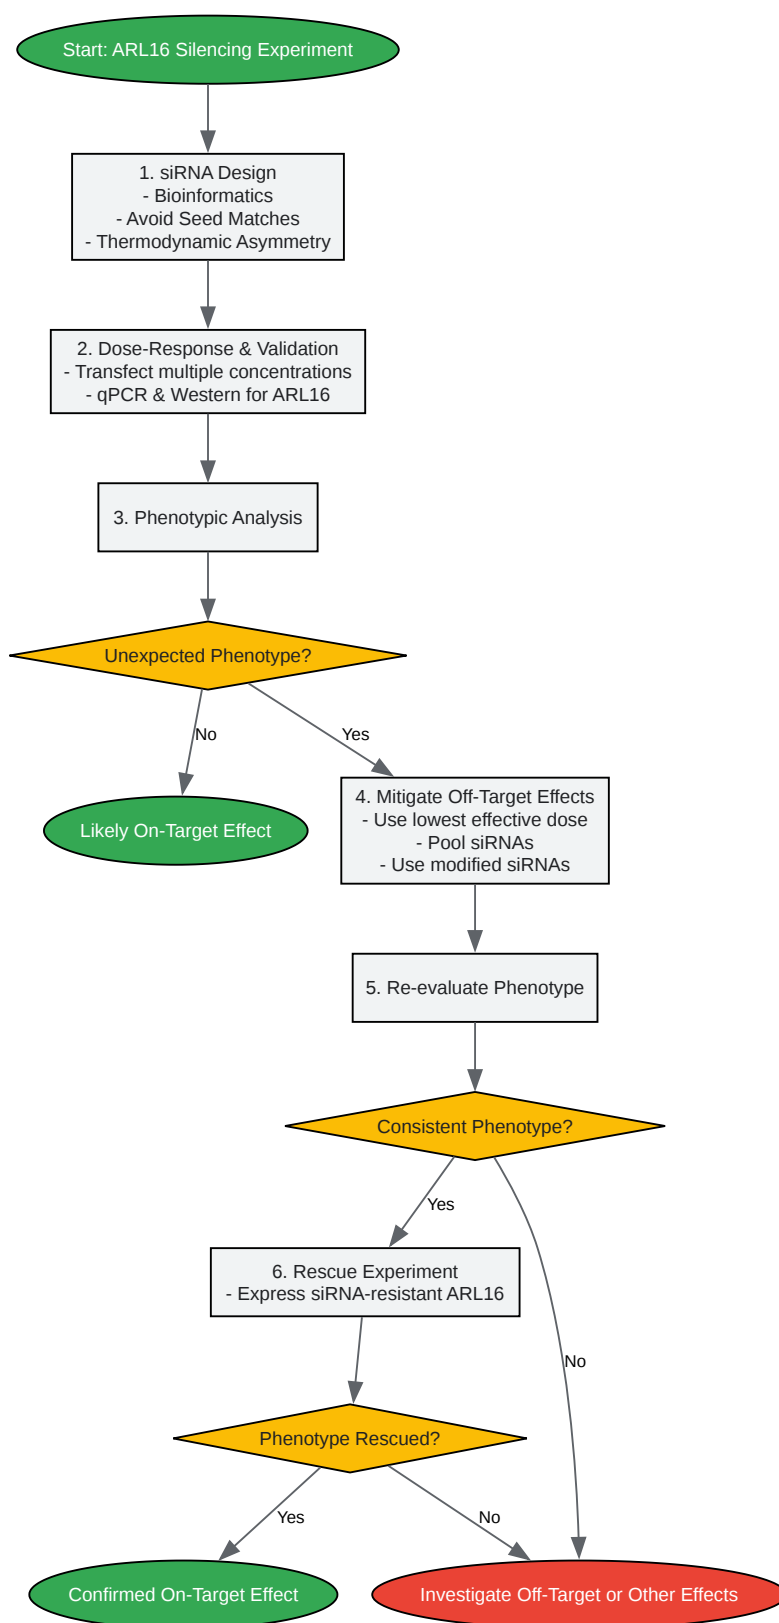 Start: ARL16 Silencing Experiment
1. siRNA Design
- Bioinformatics
- Avoid Seed Matches
- Thermodynamic Asymmetry
2. Dose-Response & Validation
- Transfect multiple concentrations
- qPCR & Western for ARL16
3. Phenotypic Analysis
Unexpected Phenotype?
No
Yes
Likely On-Target Effect
4. Mitigate Off-Target Effects
- Use lowest effective dose
- Pool siRNAs
- Use modified siRNAs
5. Re-evaluate Phenotype
Consistent Phenotype?
Yes
6. Rescue Experiment
- Express siRNA-resistant ARL16
No
Phenotype Rescued?
Yes
No
Confirmed On-Target Effect
Investigate Off-Target or Other Effects